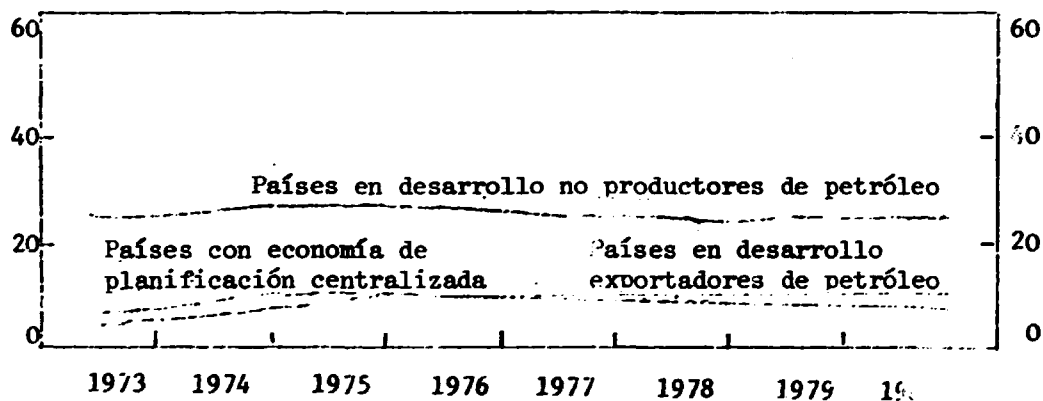 60 60
40 40
Países en desarrollo no productores de petróleo
20 20
Países con economía de Países en desarrollo
planificación centralizada exportadores de petróleo
0 0
1973 1974 1975 1976 1977 1978 1979